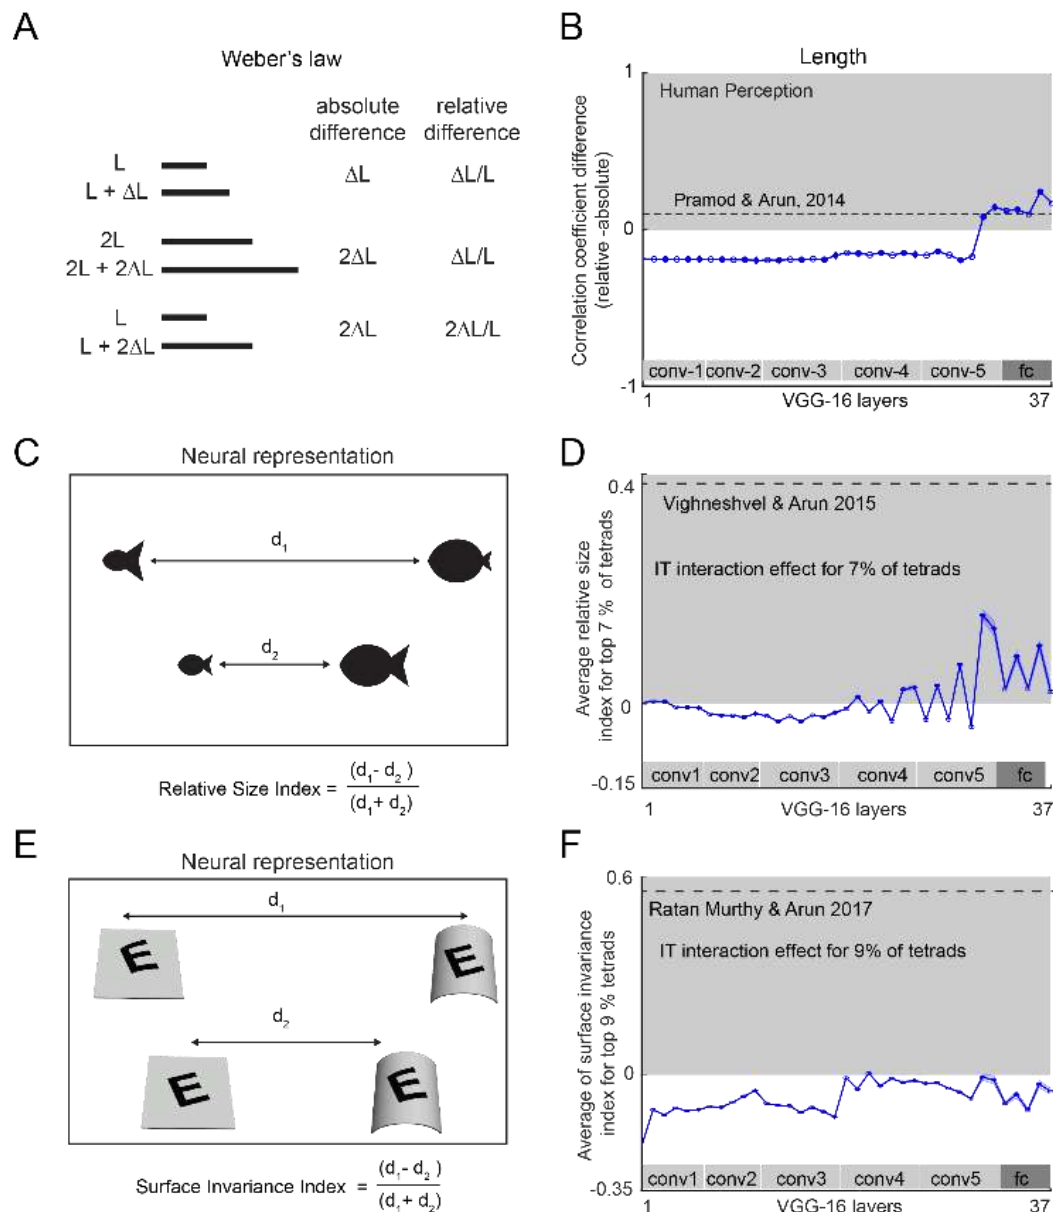 A
Weber's law
absolute difference
relative difference
L
L + ΔL
ΔL
ΔL/L
2L
2L + 2ΛL
2ΔL
ΔL/L
L
L + 2ΔL
2ΛL
2ΛL/L
B
Length
Correlation coefficient difference
(relative -absolute)
1
0
-1
Human Perception
Pramod & Arun, 2014
conv-1 conv-2 conv-3 conv-4 conv-5 fc
1 VGG-16 layers 37
C
Neural representation
d1
d2
Relative Size Index = (d1- d2 ) / (d1+ d2)
D
Average relative size
index for top 7 % of tetrads
0.4
0
-0.15
Vighneshvel & Arun 2015
IT interaction effect for 7% of tetrads
conv1 conv2 conv3 conv4 conv5 fc
1 VGG-16 layers 37
E
Neural representation
d1
E
E
d2
E
E
Surface Invariance Index = (d1- d2 ) / (d1+ d2)
F
Average of surface invariance
index for top 9 % tetrads
0.6
0
-0.35
Ratan Murthy & Arun 2017
IT interaction effect for 9% of tetrads
conv1 conv2 conv3 conv4 conv5 fc
1 VGG-16 layers 37